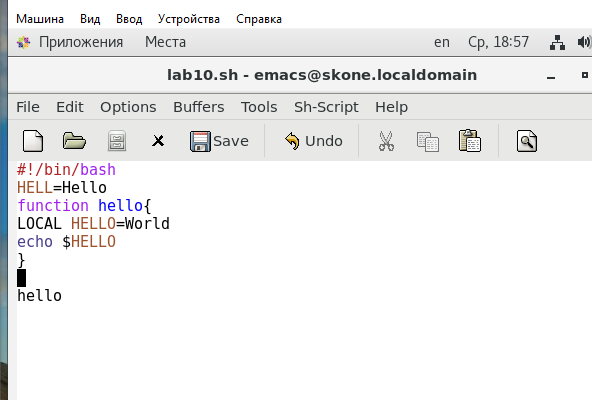 Машина Вид Ввод Устройства Справка
Приложения Места en Ср, 18:57
lab10.sh - emacs@skone.localdomain
File Edit Options Buffers Tools Sh-Script Help
Save Undo
#!/bin/bash
HELL=Hello
function hello{
LOCAL HELLO=World
echo $HELLO
}
hello